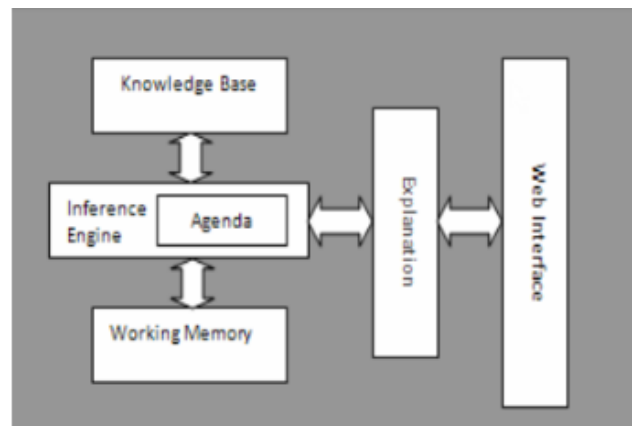 Knowledge Base
Inference
Engine
Agenda
Working Memory
Explanation
Web Interface